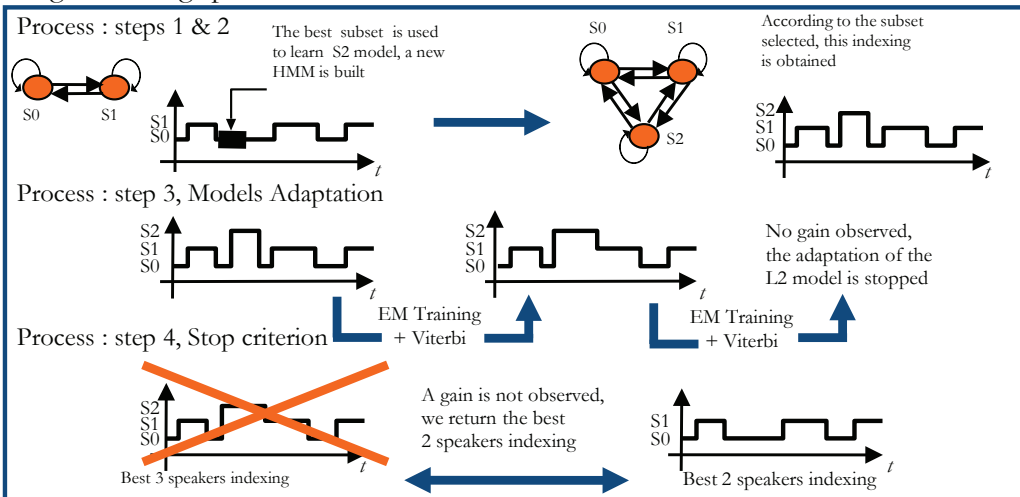 Process : steps 1 & 2
The best subset is used
to learn S2 model, a new
HMM is built
S0
S1
S1
S0
t
S0
S1
S2
According to the subset
selected, this indexing
is obtained
S2
S1
S0
t
Process : step 3, Models Adaptation
S2
S1
S0
t
S2
S1
S0
t
No gain observed,
the adaptation of the
L2 model is stopped
EM Training
+ Viterbi
EM Training
+ Viterbi
Process : step 4, Stop criterion
S2
S1
S0
t
Best 3 speakers indexing
A gain is not observed,
we return the best
2 speakers indexing
S1
S0
t
Best 2 speakers indexing